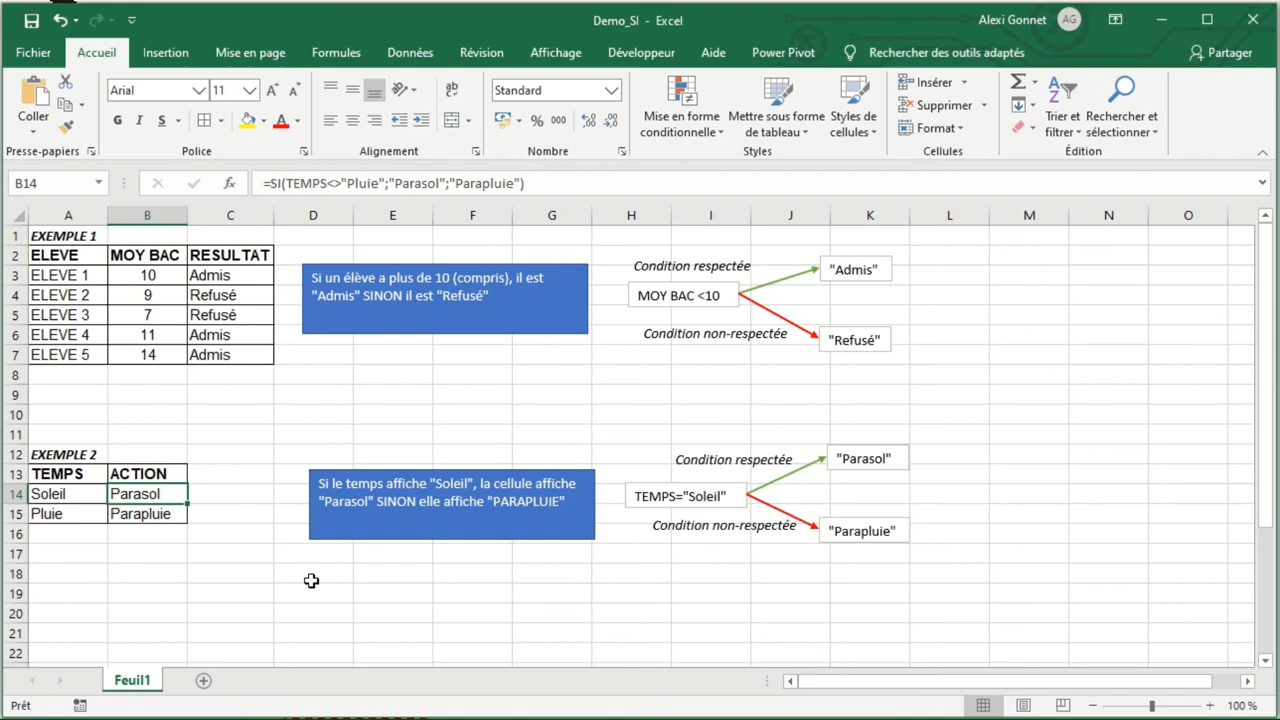 Demo_SI - Excel
Alexi Gonnet AG
Fichier Accueil Insertion Mise en page Formules Données Révision Affichage Développeur Aide Power Pivot Rechercher des outils adaptés Partager
Coller
Arial 11
G I S A
Standard
% 000
Mise en forme conditionnelle
Mettre sous forme de tableau
Styles de cellules
Insérer
Supprimer
Format
Trier et filtrer
Rechercher et sélectionner
Presse-papiers Police Alignement Nombre Styles Cellules Édition
B14 fx =SI(TEMPS<>"Pluie";"Parasol";"Parapluie")
A B C D E F G H I J K L M N O
1 EXEMPLE 1
2 ELEVE MOY BAC RESULTAT
3 ELEVE 1 10 Admis
4 ELEVE 2 9 Refusé
5 ELEVE 3 7 Refusé
6 ELEVE 4 11 Admis
7 ELEVE 5 14 Admis
Si un élève a plus de 10 (compris), il est
"Admis" SINON il est "Refusé"
Condition respectée
"Admis"
MOY BAC <10
Condition non-respectée
"Refusé"
8
9
10
11
12 EXEMPLE 2
13 TEMPS ACTION
14 Soleil Parasol
15 Pluie Parapluie
Si le temps affiche "Soleil", la cellule affiche
"Parasol" SINON elle affiche "PARAPLUIE"
Condition respectée
"Parasol"
TEMPS="Soleil"
Condition non-respectée
"Parapluie"
16
17
18
19
20
21
22
Feuil1
Prêt
100 %